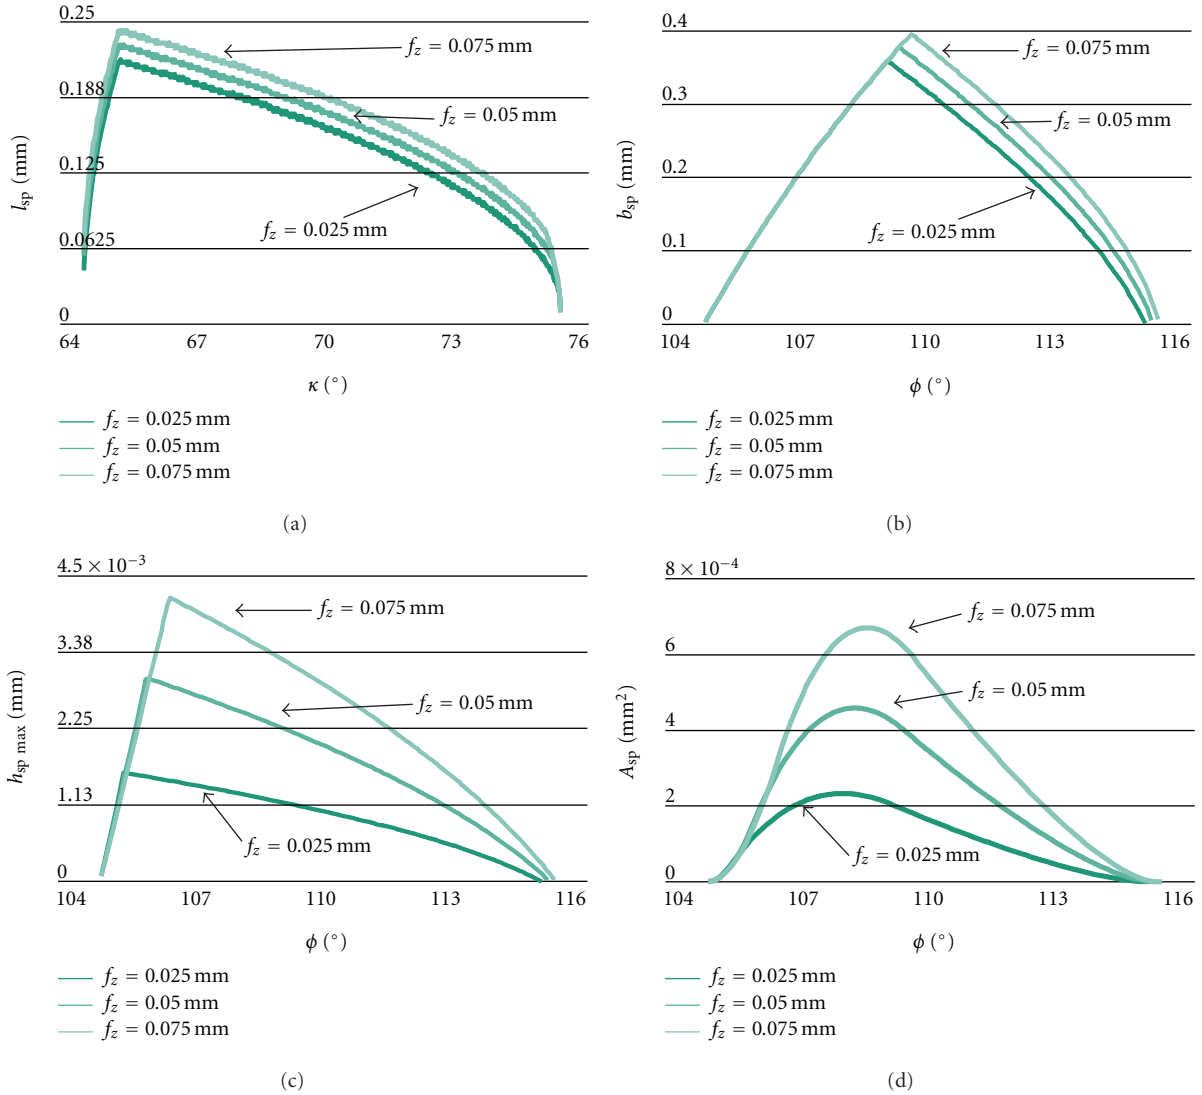 0.25
0.188
0.125
0.0625
0
l_sp (mm)
f_z = 0.075 mm
f_z = 0.05 mm
f_z = 0.025 mm
64 67 70 73 76
κ (°)
f_z = 0.025 mm
f_z = 0.05 mm
f_z = 0.075 mm
(a)
0.4
0.3
0.2
0.1
0
b_sp (mm)
f_z = 0.075 mm
f_z = 0.05 mm
f_z = 0.025 mm
104 107 110 113 116
ϕ (°)
f_z = 0.025 mm
f_z = 0.05 mm
f_z = 0.075 mm
(b)
4.5 × 10⁻³
3.38
2.25
1.13
0
h_sp max (mm)
f_z = 0.075 mm
f_z = 0.05 mm
f_z = 0.025 mm
104 107 110 113 116
ϕ (°)
f_z = 0.025 mm
f_z = 0.05 mm
f_z = 0.075 mm
(c)
8 × 10⁻⁴
6
4
2
0
A_sp (mm²)
f_z = 0.075 mm
f_z = 0.05 mm
f_z = 0.025 mm
104 107 110 113 116
ϕ (°)
f_z = 0.025 mm
f_z = 0.05 mm
f_z = 0.075 mm
(d)